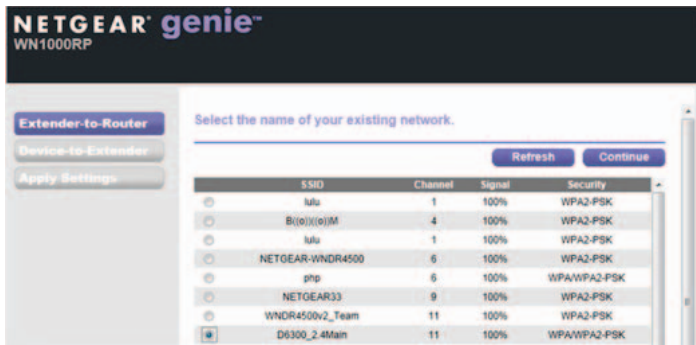 NETGEAR® genie™
WN1000RP
Extender-to-Router
Device-to-Extender
Apply Settings
Select the name of your existing network.
Refresh Continue
SSID Channel Signal Security
lulu 1 100% WPA2-PSK
B((o))((o))M 4 100% WPA2-PSK
lulu 1 100% WPA2-PSK
NETGEAR-WNDR4500 6 100% WPA2-PSK
php 6 100% WPA/WPA2-PSK
NETGEAR33 9 100% WPA2-PSK
WNDR4500v2_Team 11 100% WPA2-PSK
D6300_2.4Main 11 100% WPA/WPA2-PSK